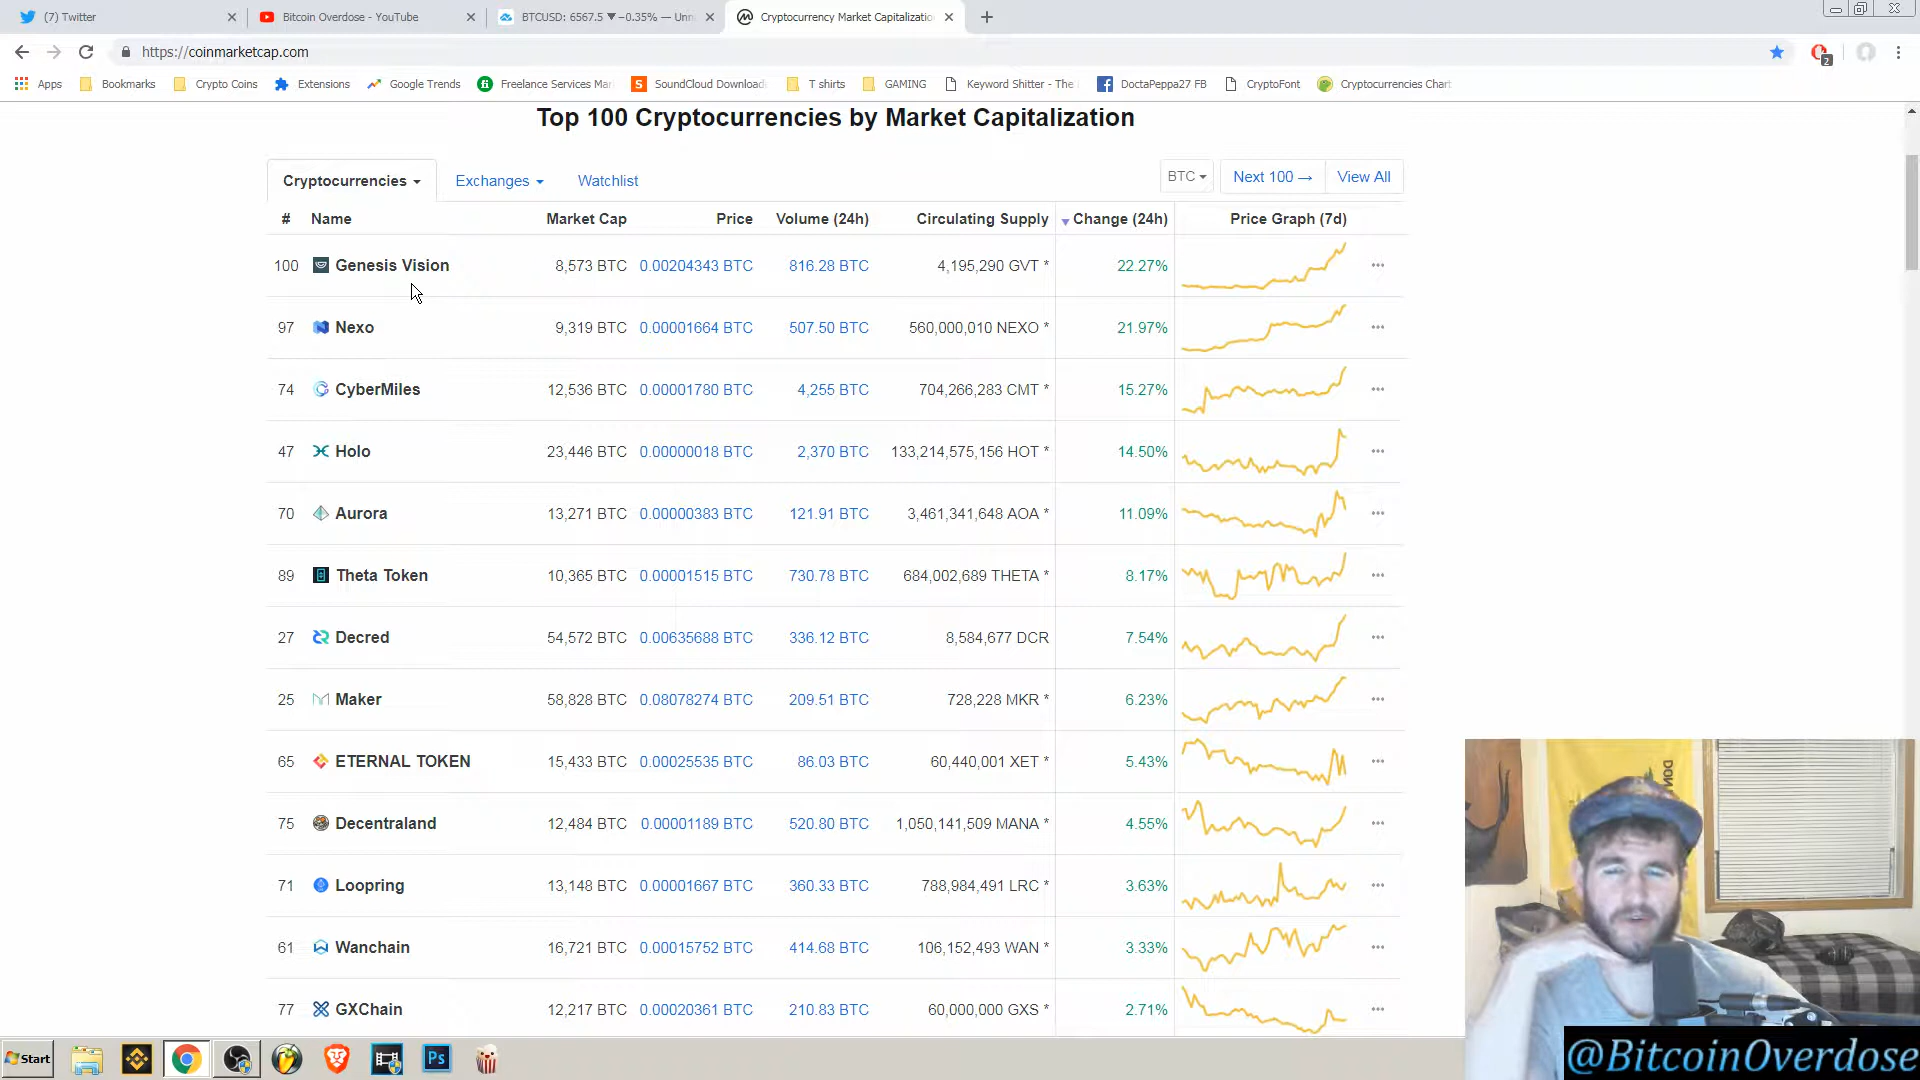 (7) Twitter
Bitcoin Overdose - YouTube
BTCUSD: 6567.5 ▼ −0.35% — Unn
Cryptocurrency Market Capitalizatio
https://coinmarketcap.com
2
Apps Bookmarks Crypto Coins Extensions Google Trends Freelance Services Mar SoundCloud Download T shirts GAMING Keyword Shitter - The DoctaPeppa27 FB CryptoFont Cryptocurrencies Chart
Top 100 Cryptocurrencies by Market Capitalization
Cryptocurrencies Exchanges Watchlist BTC Next 100 → View All
# Name Market Cap Price Volume (24h) Circulating Supply Change (24h) Price Graph (7d)
100 Genesis Vision 8,573 BTC 0.00204343 BTC 816.28 BTC 4,195,290 GVT * 22.27%
97 Nexo 9,319 BTC 0.00001664 BTC 507.50 BTC 560,000,010 NEXO * 21.97%
74 CyberMiles 12,536 BTC 0.00001780 BTC 4,255 BTC 704,266,283 CMT * 15.27%
47 Holo 23,446 BTC 0.00000018 BTC 2,370 BTC 133,214,575,156 HOT * 14.50%
70 Aurora 13,271 BTC 0.00000383 BTC 121.91 BTC 3,461,341,648 AOA * 11.09%
89 Theta Token 10,365 BTC 0.00001515 BTC 730.78 BTC 684,002,689 THETA * 8.17%
27 Decred 54,572 BTC 0.00635688 BTC 336.12 BTC 8,584,677 DCR 7.54%
25 Maker 58,828 BTC 0.08078274 BTC 209.51 BTC 728,228 MKR * 6.23%
65 ETERNAL TOKEN 15,433 BTC 0.00025535 BTC 86.03 BTC 60,440,001 XET * 5.43%
75 Decentraland 12,484 BTC 0.00001189 BTC 520.80 BTC 1,050,141,509 MANA * 4.55%
71 Loopring 13,148 BTC 0.00001667 BTC 360.33 BTC 788,984,491 LRC * 3.63%
61 Wanchain 16,721 BTC 0.00015752 BTC 414.68 BTC 106,152,493 WAN * 3.33%
77 GXChain 12,217 BTC 0.00020361 BTC 210.83 BTC 60,000,000 GXS * 2.71%
DON
Start
Ps
@BitcoinOverdose